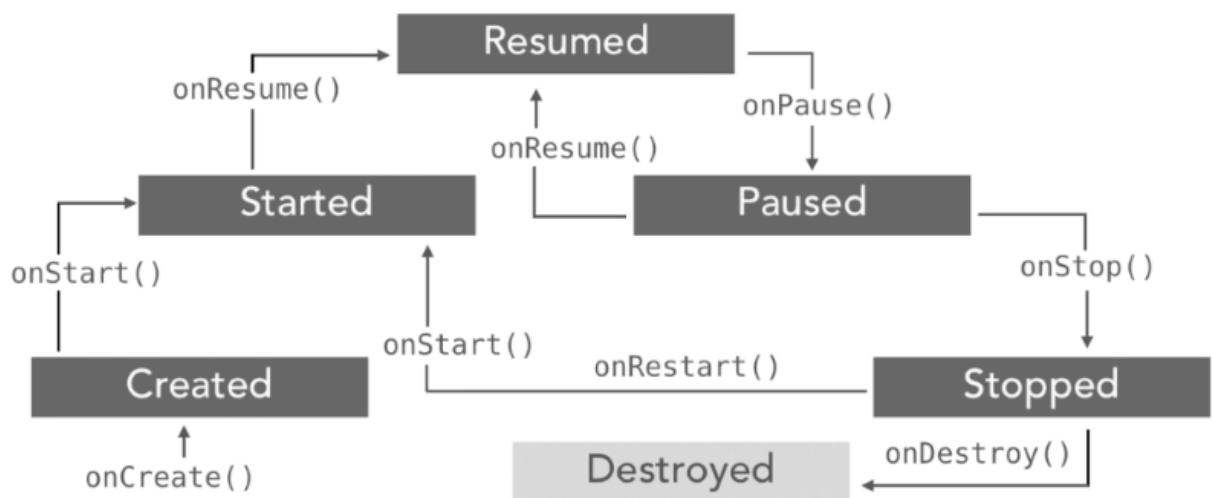 Resumed
onResume()
onPause()
onResume()
Started
Paused
onStart()
onStop()
onStart()
onRestart()
Created
Stopped
onCreate()
Destroyed
onDestroy()